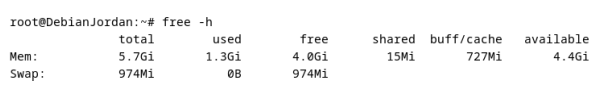 root@DebianJordan:~# free -h
               total        used        free      shared  buff/cache   available
Mem:           5.7Gi       1.3Gi       4.0Gi        15Mi       727Mi       4.4Gi
Swap:          974Mi          0B       974Mi